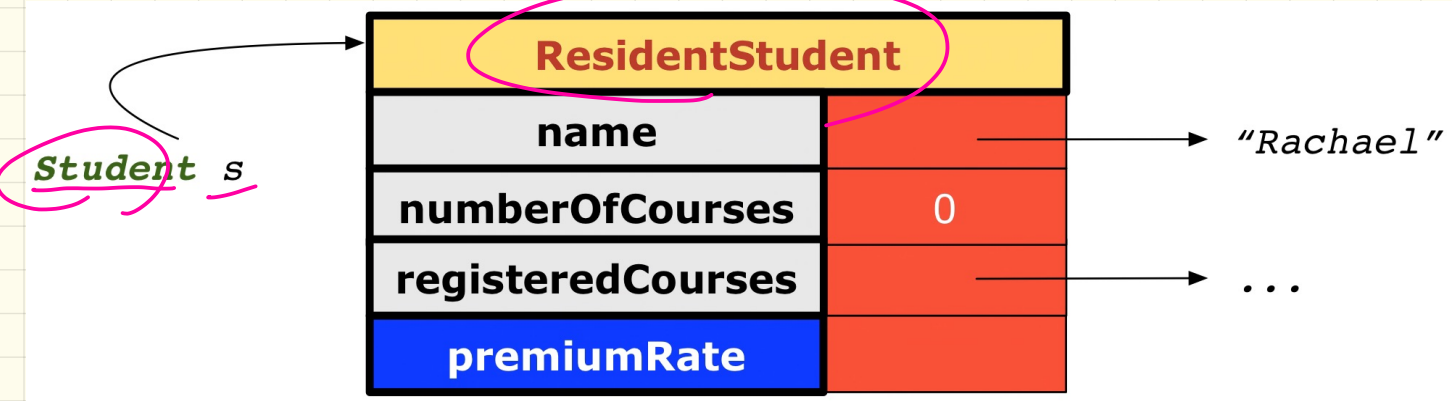 ResidentStudent
name
"Rachael"
Student s
numberOfCourses 0
registeredCourses
...
premiumRate